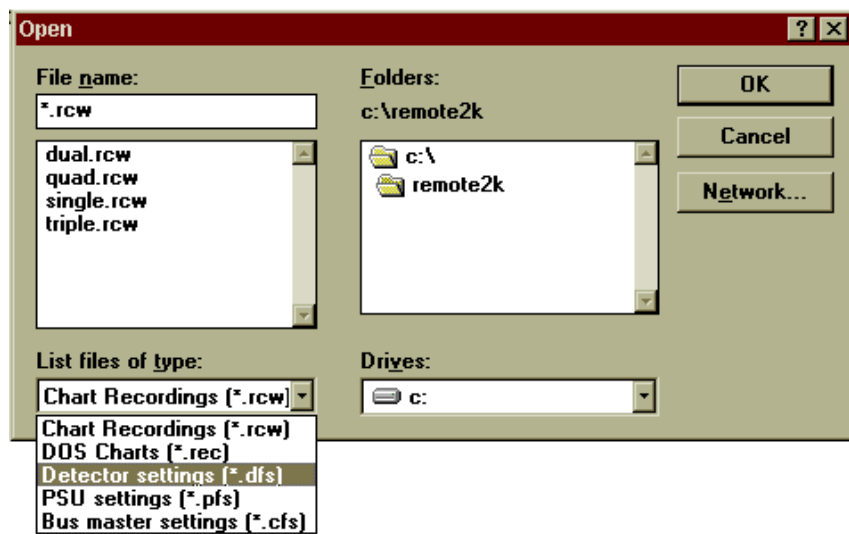 Open
File name:
*.rcw
dual.rcw
quad.rcw
single.rcw
triple.rcw
List files of type:
Chart Recordings (*.rcw)
Chart Recordings (*.rcw)
DOS Charts (*.rec)
Detector settings (*.dfs)
PSU settings (*.pfs)
Bus master settings (*.cfs)
Folders:
c:\remote2k
c:\
remote2k
Drives:
c:
OK
Cancel
Network...